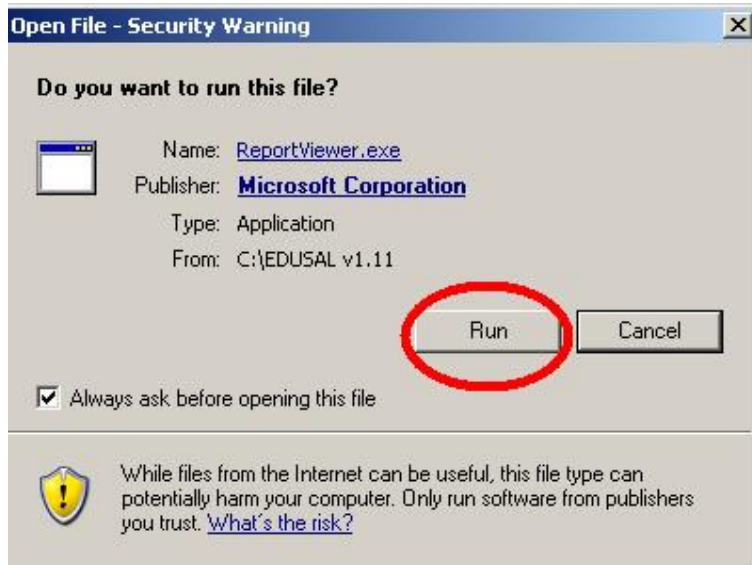 Open File - Security Warning
Do you want to run this file?
Name: ReportViewer.exe
Publisher: Microsoft Corporation
Type: Application
From: C:\EDUSAL v1.11
Run Cancel
Always ask before opening this file
While files from the Internet can be useful, this file type can
potentially harm your computer. Only run software from publishers
you trust. What's the risk?